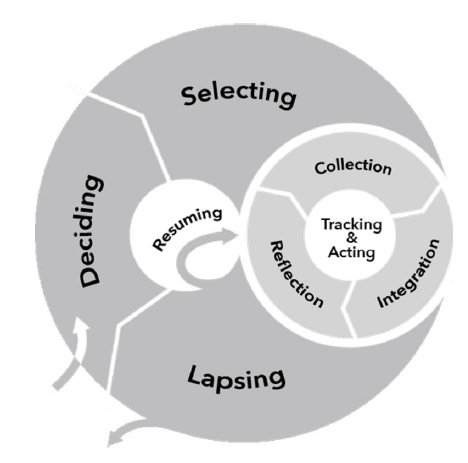 Selecting
Deciding
Resuming
Collection
Tracking
&
Acting
Reflection
Integration
Lapsing